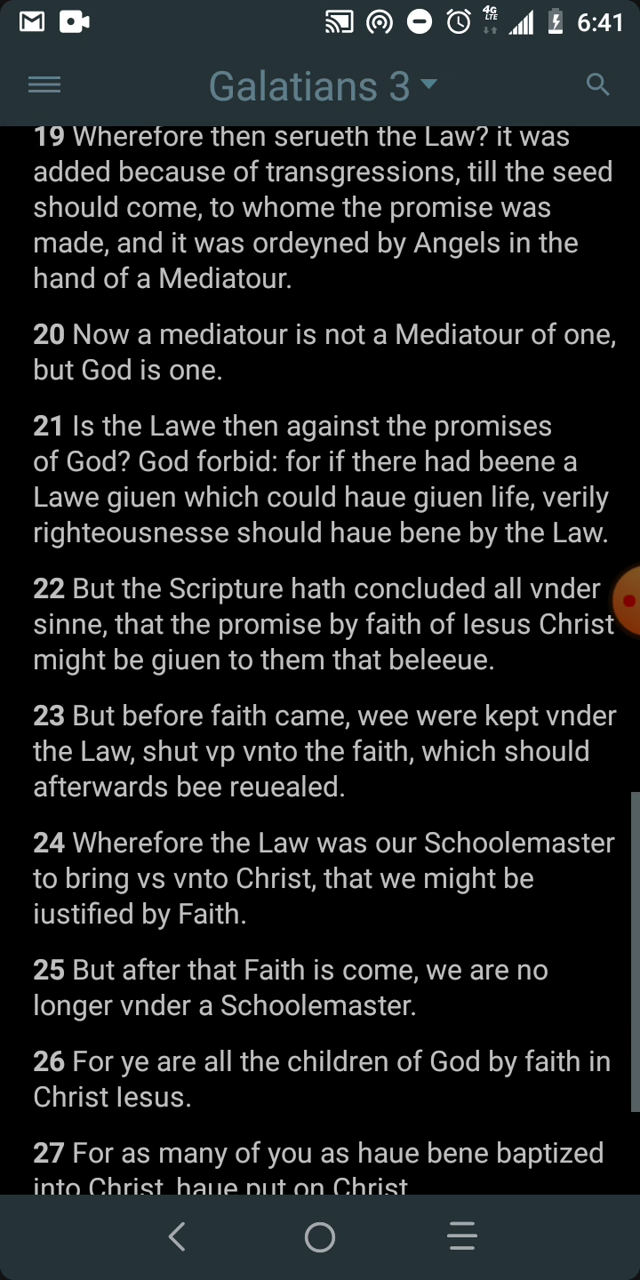 4G
LTE
6:41
Galatians 3
19 Wherefore then serueth the Law? it was
added because of transgressions, till the seed
should come, to whome the promise was
made, and it was ordeyned by Angels in the
hand of a Mediatour.
20 Now a mediatour is not a Mediatour of one,
but God is one.
21 Is the Lawe then against the promises
of God? God forbid: for if there had beene a
Lawe giuen which could haue giuen life, verily
righteousnesse should haue bene by the Law.
22 But the Scripture hath concluded all vnder
sinne, that the promise by faith of Iesus Christ
might be giuen to them that beleeue.
23 But before faith came, wee were kept vnder
the Law, shut vp vnto the faith, which should
afterwards bee reuealed.
24 Wherefore the Law was our Schoolemaster
to bring vs vnto Christ, that we might be
iustified by Faith.
25 But after that Faith is come, we are no
longer vnder a Schoolemaster.
26 For ye are all the children of God by faith in
Christ Iesus.
27 For as many of you as haue bene baptized
into Christ, haue put on Christ.